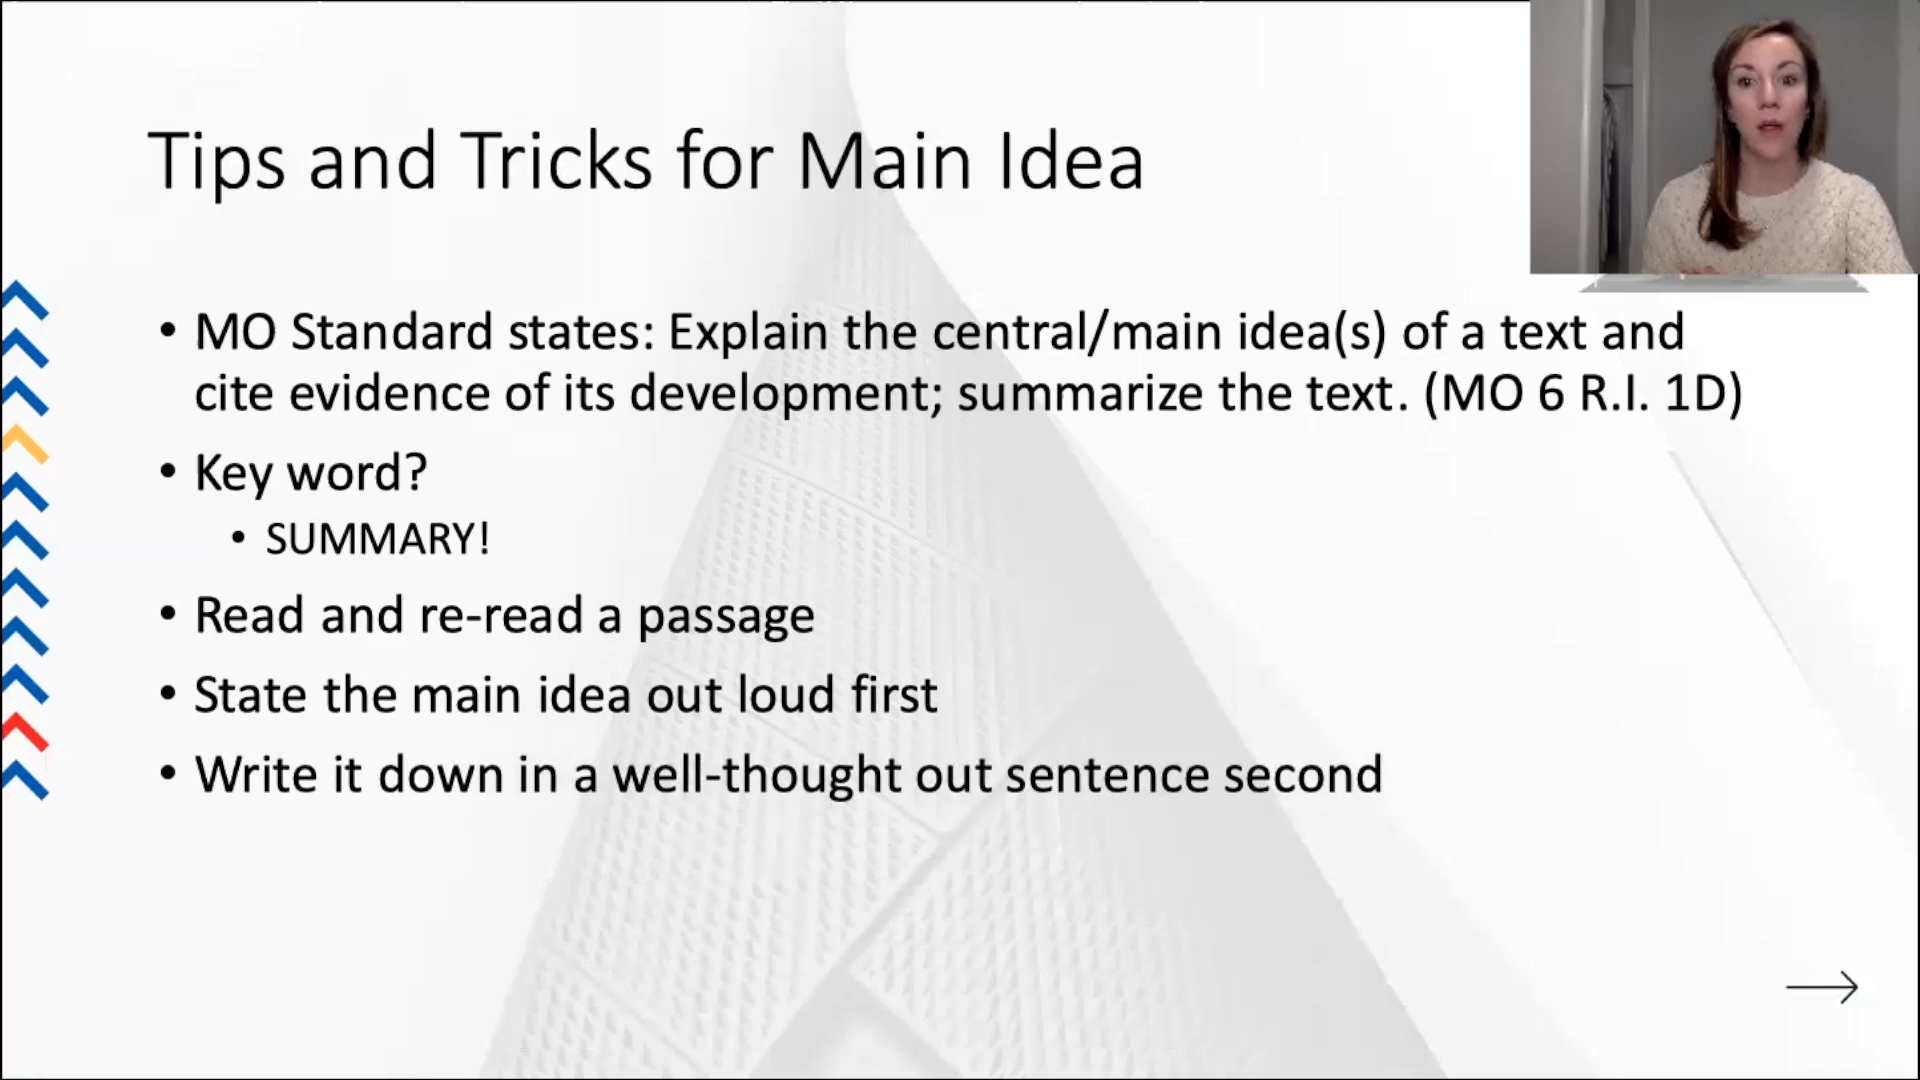 Tips and Tricks for Main Idea
• MO Standard states: Explain the central/main idea(s) of a text and
cite evidence of its development; summarize the text. (MO 6 R.I. 1D)
• Key word?
• SUMMARY!
• Read and re-read a passage
• State the main idea out loud first
• Write it down in a well-thought out sentence second